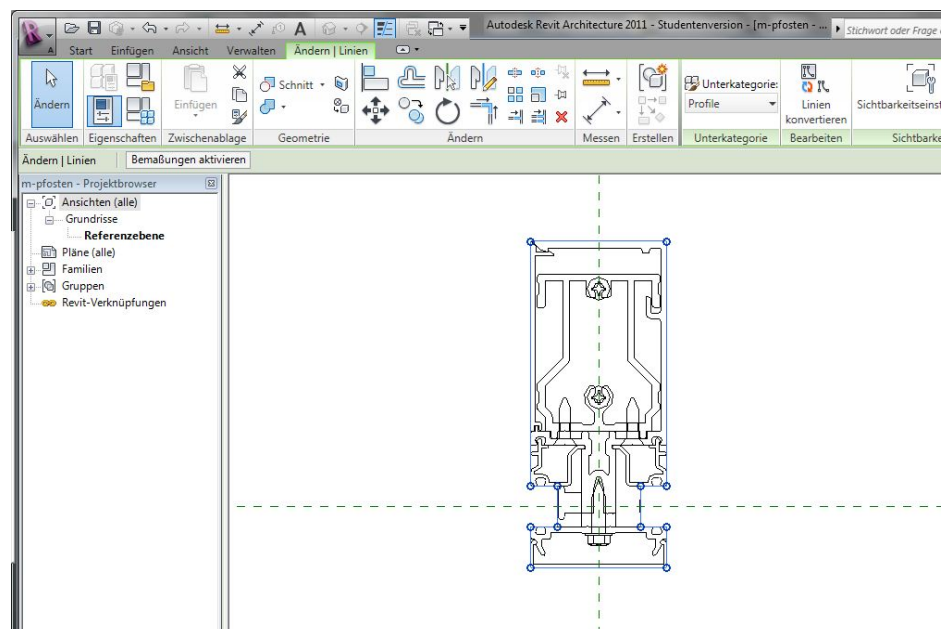 Autodesk Revit Architecture 2011 - Studentenversion - [m-pfosten - ...
Stichwort oder Frage
A Start Einfügen Ansicht Verwalten Ändern | Linien
Ändern
Einfügen
Schnitt
Unterkategorie:
Profile
Linien konvertieren
Sichtbarkeitseinst
Auswählen Eigenschaften Zwischenablage Geometrie Ändern Messen Erstellen Unterkategorie Bearbeiten Sichtbarke
Ändern | Linien Bemaßungen aktivieren
m-pfosten - Projektbrowser
Ansichten (alle)
Grundrisse
Referenzebene
Pläne (alle)
Familien
Gruppen
Revit-Verknüpfungen